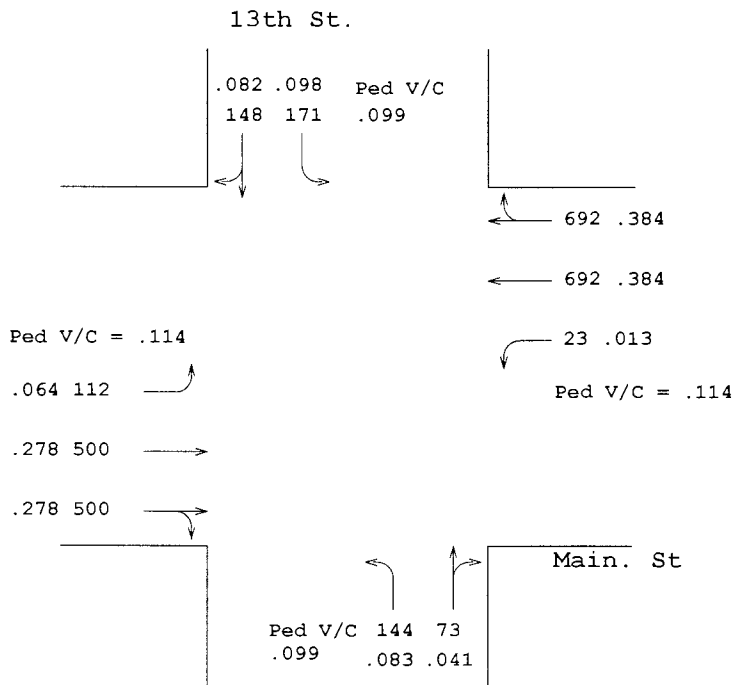 13th St.
.082 .098 Ped V/C
148 171 .099
692 .384
692 .384
Ped V/C = .114
23 .013
.064 112
Ped V/C = .114
.278 500
.278 500
Main. St
Ped V/C 144 73
.099 .083 .041